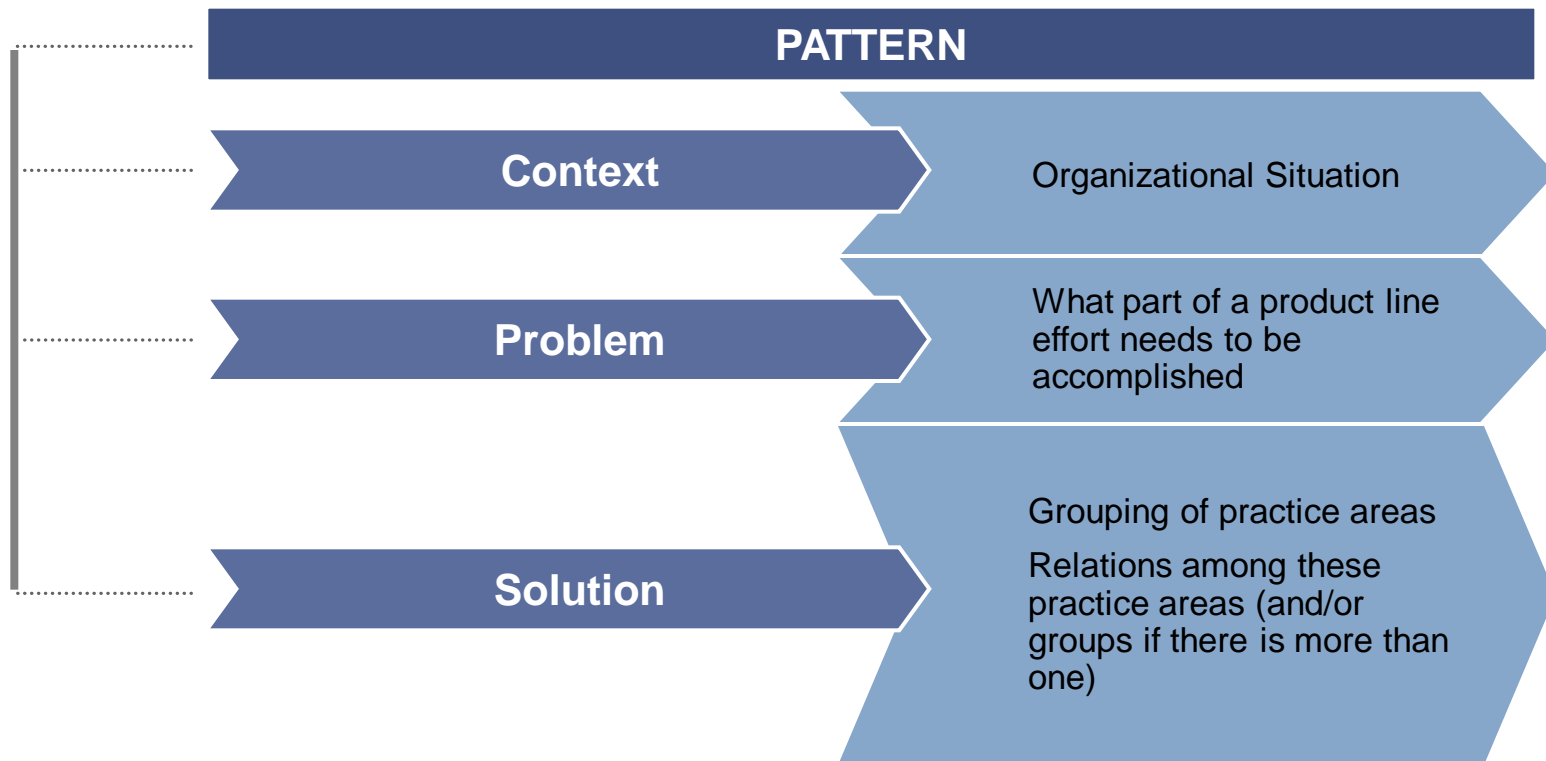 PATTERN
Context
Organizational Situation
Problem
What part of a product line
effort needs to be
accomplished
Solution
Grouping of practice areas
Relations among these
practice areas (and/or
groups if there is more than
one)